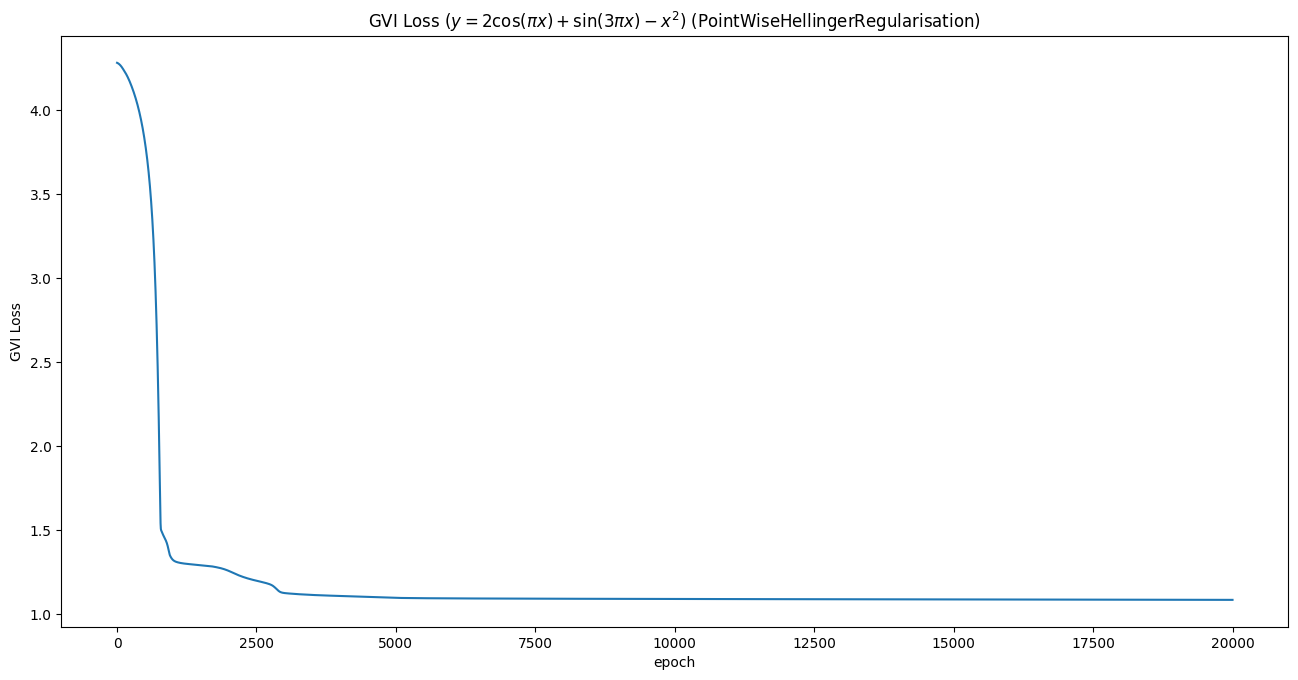 GVI Loss (y = 2cos(πx) + sin(3πx) − x²) (PointWiseHellingerRegularisation)
GVI Loss
4.0
3.5
3.0
2.5
2.0
1.5
1.0
0 2500 5000 7500 10000 12500 15000 17500 20000
epoch